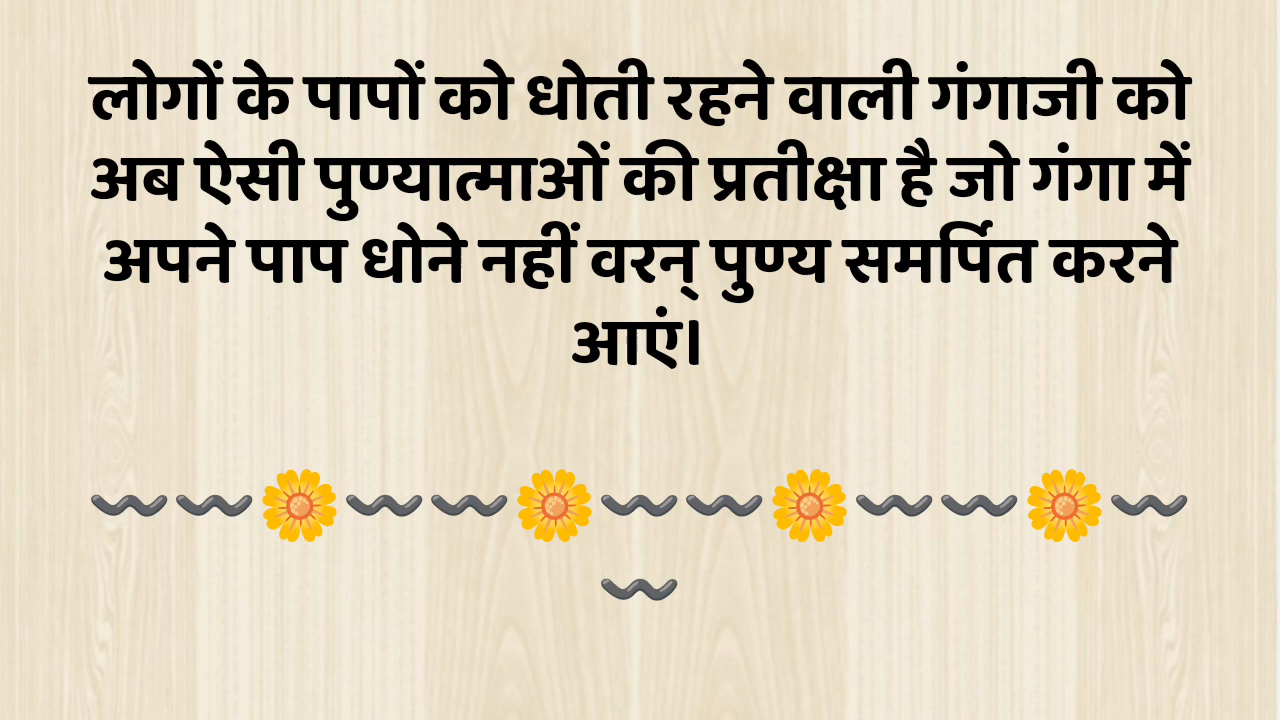 लोगों के पापों को धोती रहने वाली गंगाजी को
अब ऐसी पुण्यात्माओं की प्रतीक्षा है जो गंगा में
अपने पाप धोने नहीं वरन् पुण्य समर्पित करने
आएं।
〰️〰️🌼〰️〰️🌼〰️〰️🌼〰️〰️🌼〰️
〰️